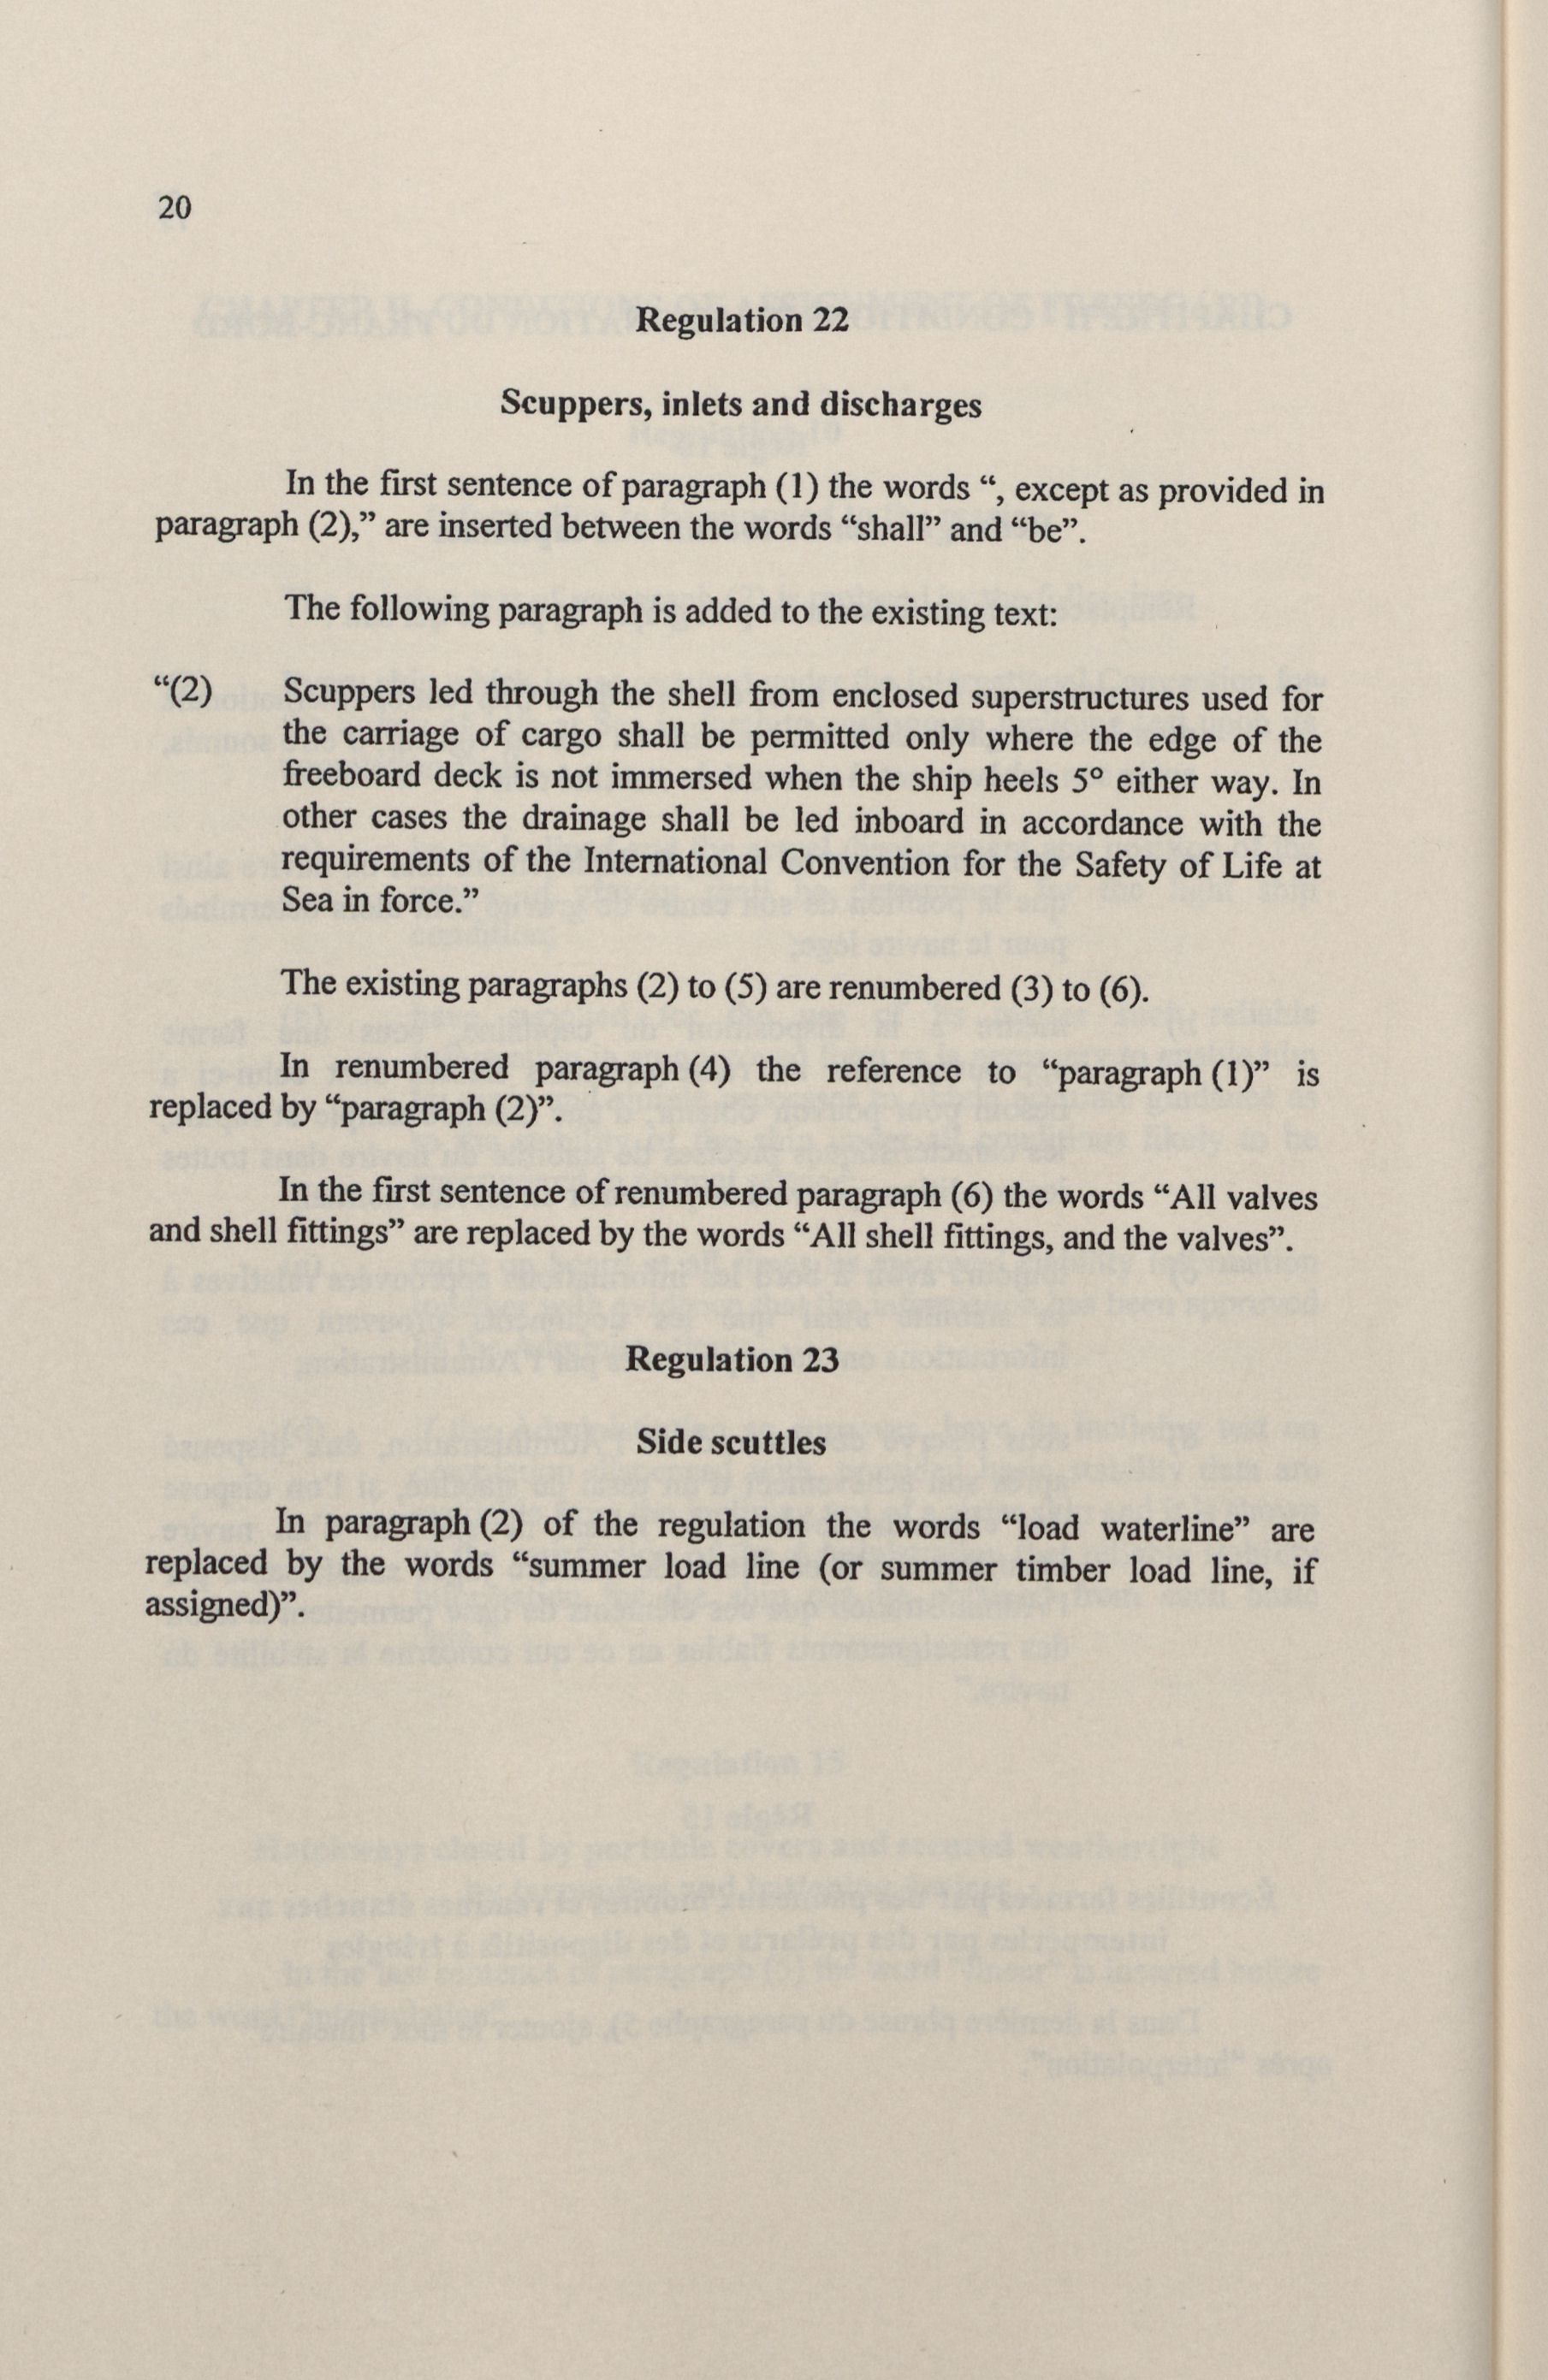 20
Regulation 22
Scuppers, inlets and discharges
In the first sentence of paragraph (1) the words “, except as provided in
paragraph (2),” are inserted between the words “shall” and “be”.
The following paragraph is added to the existing text:
“(2) Scuppers led through the shell from enclosed superstructures used for
the carriage of cargo shall be permitted only where the edge of the
freeboard deck is not immersed when the ship heels 5° either way. In
other cases the drainage shall be led inboard in accordance with the
requirements of the International Convention for the Safety of Life at
Sea in force.”
The existing paragraphs (2) to (5) are renumbered (3) to (6).
In renumbered paragraph (4) the reference to “paragraph (1)” is
replaced by “paragraph (2)”.
In the first sentence of renumbered paragraph (6) the words “All valves
and shell fittings” are replaced by the words “All shell fittings, and the valves”.
Regulation 23
Side scuttles
In paragraph (2) of the regulation the words “load waterline” are
replaced by the words “summer load line (or summer timber load line, if
assigned)”.